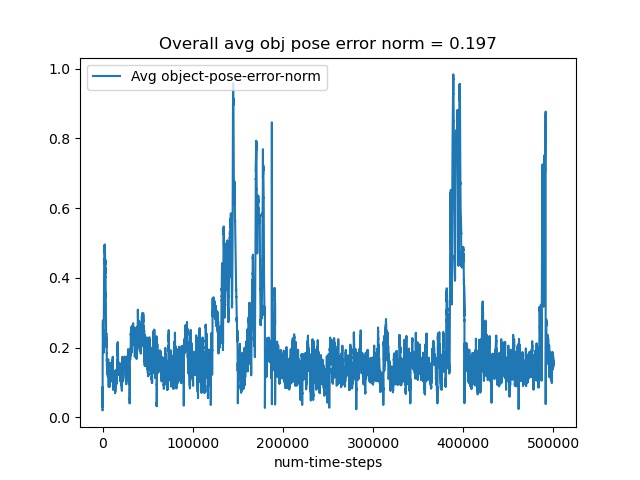 Overall avg obj pose error norm = 0.197
Avg object-pose-error-norm
1.0
0.8
0.6
0.4
0.2
0.0
0 100000 200000 300000 400000 500000
num-time-steps